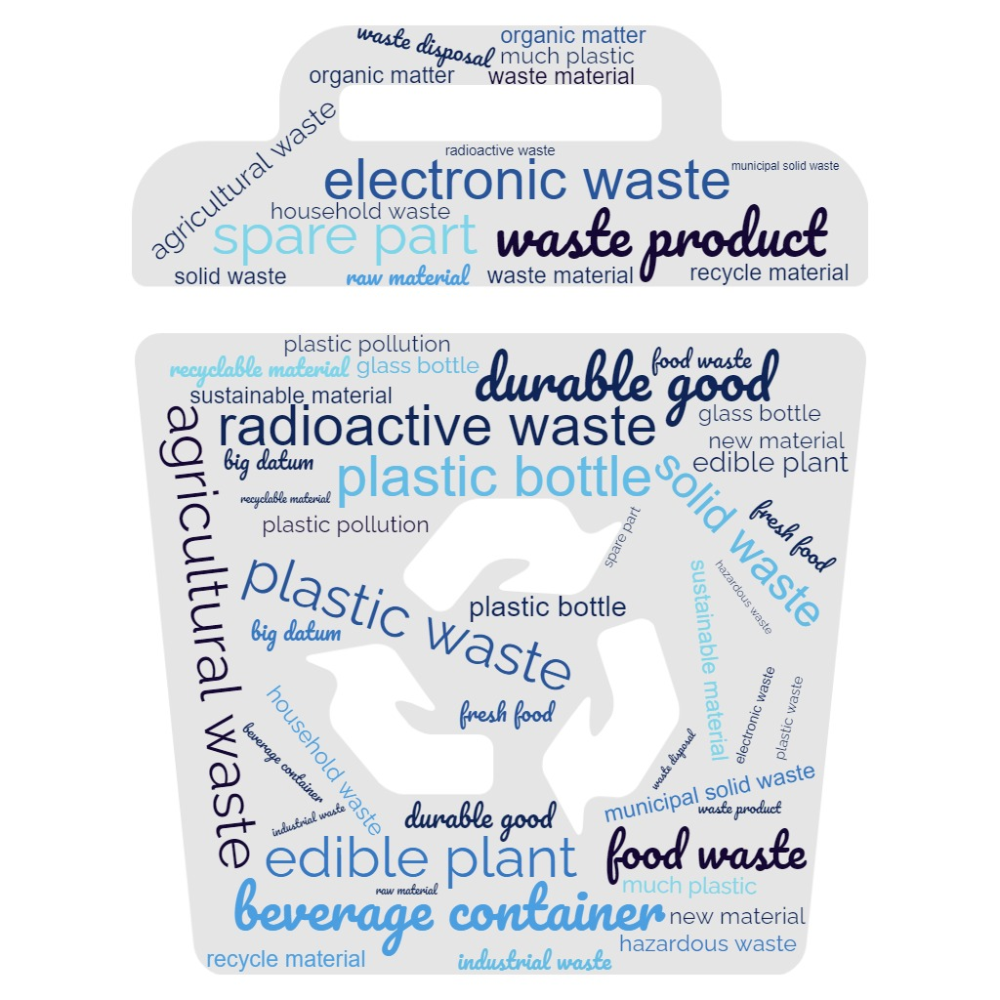 waste disposal
organic matter
much plastic
organic matter
waste material
agricultural waste
radioactive waste
electronic waste
municipal solid waste
household waste
spare part
waste product
solid waste
raw material
waste material
recycle material
plastic pollution
recyclable material
glass bottle
durable good
food waste
sustainable material
glass bottle
radioactive waste
new material
big datum
plastic bottle
edible plant
solid waste
recyclable material
fresh food
plastic pollution
spare part
agricultural waste
plastic waste
plastic bottle
sustainable material
hazardous waste
big datum
fresh food
household waste
beverage container
electronic waste
plastic waste
waste disposal
municipal solid waste
industrial waste
durable good
waste product
edible plant
food waste
raw material
much plastic
beverage container
new material
hazardous waste
recycle material
industrial waste